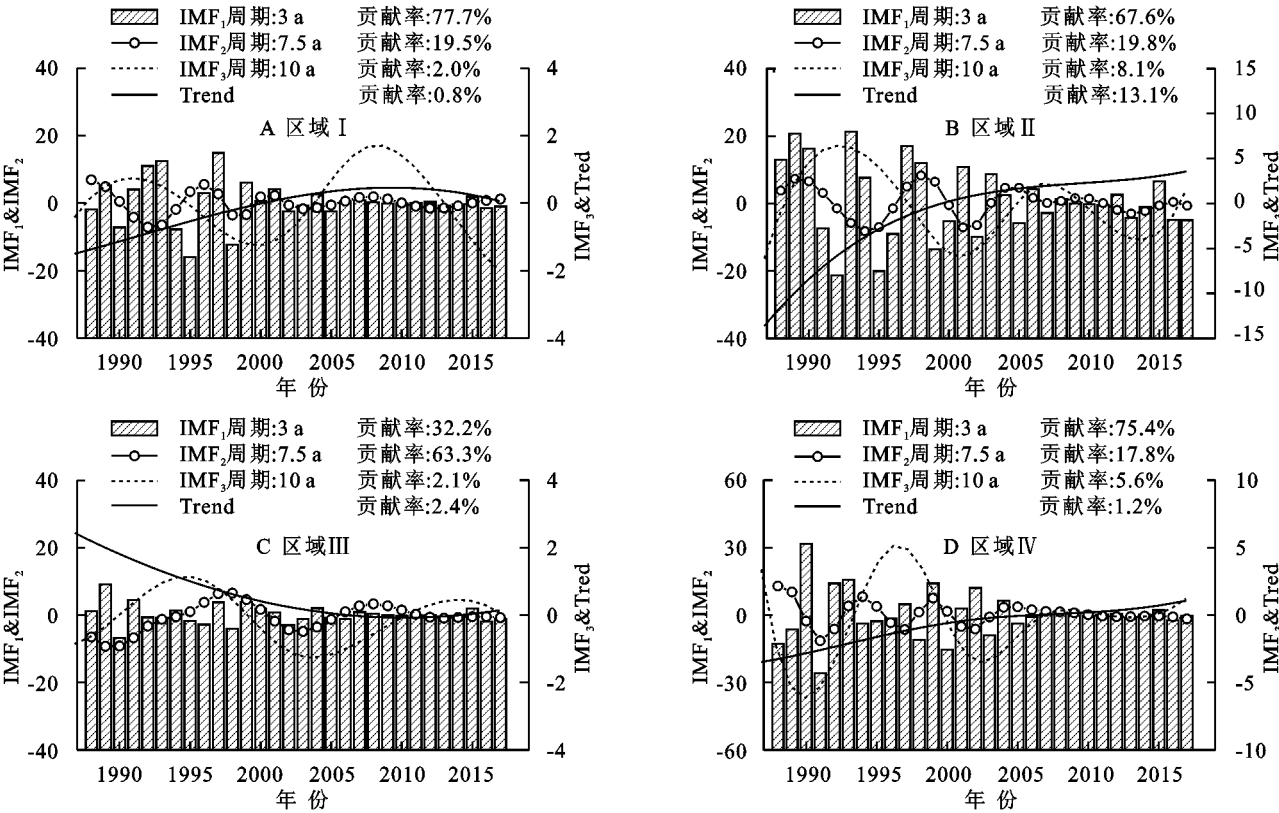 IMF₁周期:3 a 贡献率:77.7%
IMF₂周期:7.5 a 贡献率:19.5%
IMF₃周期:10 a 贡献率:2.0%
Trend 贡献率:0.8%
A 区域Ⅰ
IMF₁&IMF₂
40
20
0
-20
-40
IMF₃&Tred
4
2
0
-2
-4
1990 1995 2000 2005 2010 2015
年 份
IMF₁周期:3 a 贡献率:67.6%
IMF₂周期:7.5 a 贡献率:19.8%
IMF₃周期:10 a 贡献率:8.1%
Trend 贡献率:13.1%
B 区域Ⅱ
IMF₁&IMF₂
40
20
0
-20
-40
IMF₃&Tred
15
10
5
0
-5
-10
-15
1990 1995 2000 2005 2010 2015
年 份
IMF₁周期:3 a 贡献率:32.2%
IMF₂周期:7.5 a 贡献率:63.3%
IMF₃周期:10 a 贡献率:2.1%
Trend 贡献率:2.4%
C 区域Ⅲ
IMF₁&IMF₂
40
20
0
-20
-40
IMF₃&Tred
4
2
0
-2
-4
1990 1995 2000 2005 2010 2015
年 份
IMF₁周期:3 a 贡献率:75.4%
IMF₂周期:7.5 a 贡献率:17.8%
IMF₃周期:10 a 贡献率:5.6%
Trend 贡献率:1.2%
D 区域Ⅳ
IMF₁&IMF₂
60
30
0
-30
-60
IMF₃&Tred
10
5
0
-5
-10
1990 1995 2000 2005 2010 2015
年 份